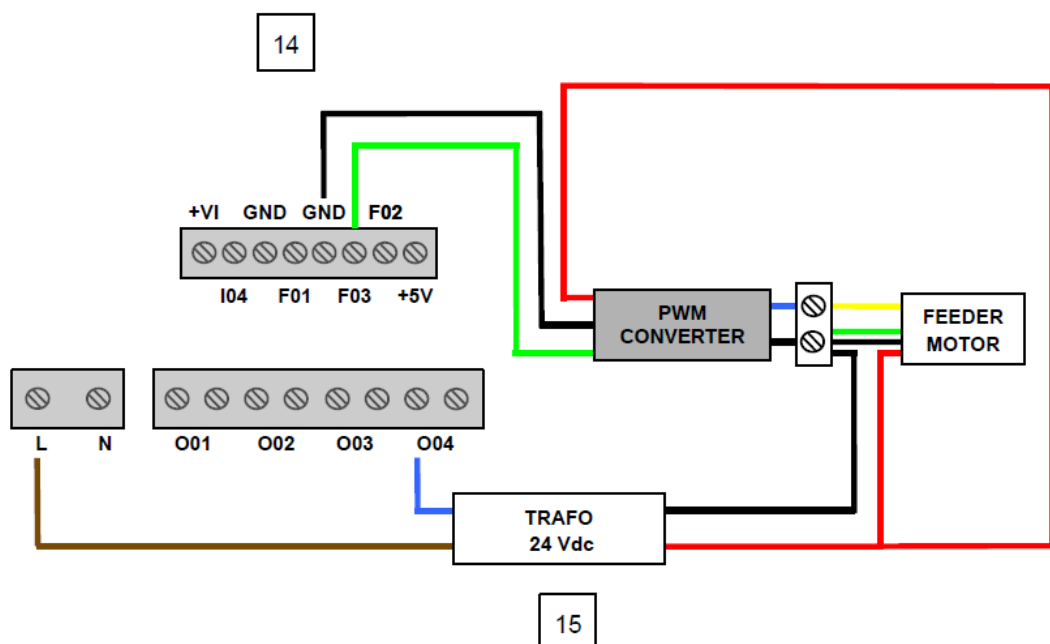 14
+VI GND GND F02
I04 F01 F03 +5V
PWM
CONVERTER
FEEDER
MOTOR
L N O01 O02 O03 O04
TRAFO
24 Vdc
15